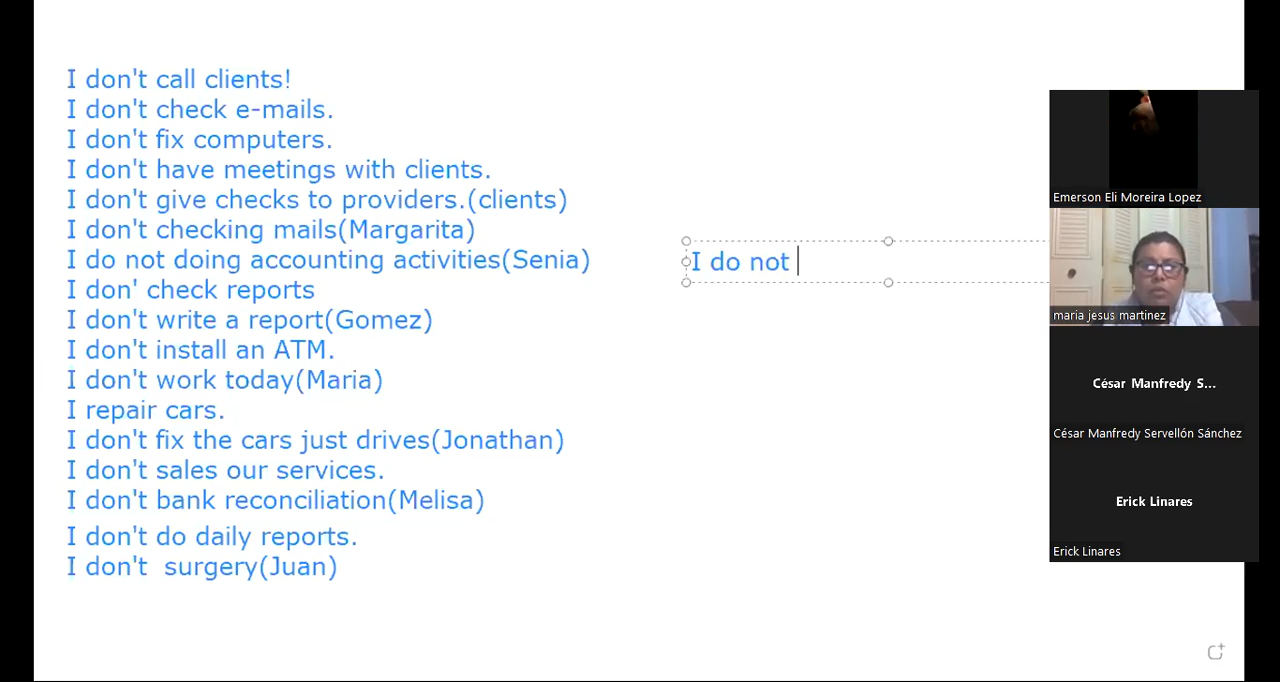 I don't call clients!
I don't check e-mails.
I don't fix computers.
I don't have meetings with clients.
I don't give checks to providers.(clients)
I don't checking mails(Margarita)
I do not doing accounting activities(Senia)
I don' check reports
I don't write a report(Gomez)
I don't install an ATM.
I don't work today(Maria)
I repair cars.
I don't fix the cars just drives(Jonathan)
I don't sales our services.
I don't bank reconciliation(Melisa)
I don't do daily reports.
I don't  surgery(Juan)
I do not
Emerson Eli Moreira Lopez
maria jesus martinez
César Manfredy S...
César Manfredy Servellón Sánchez
Erick Linares
Erick Linares